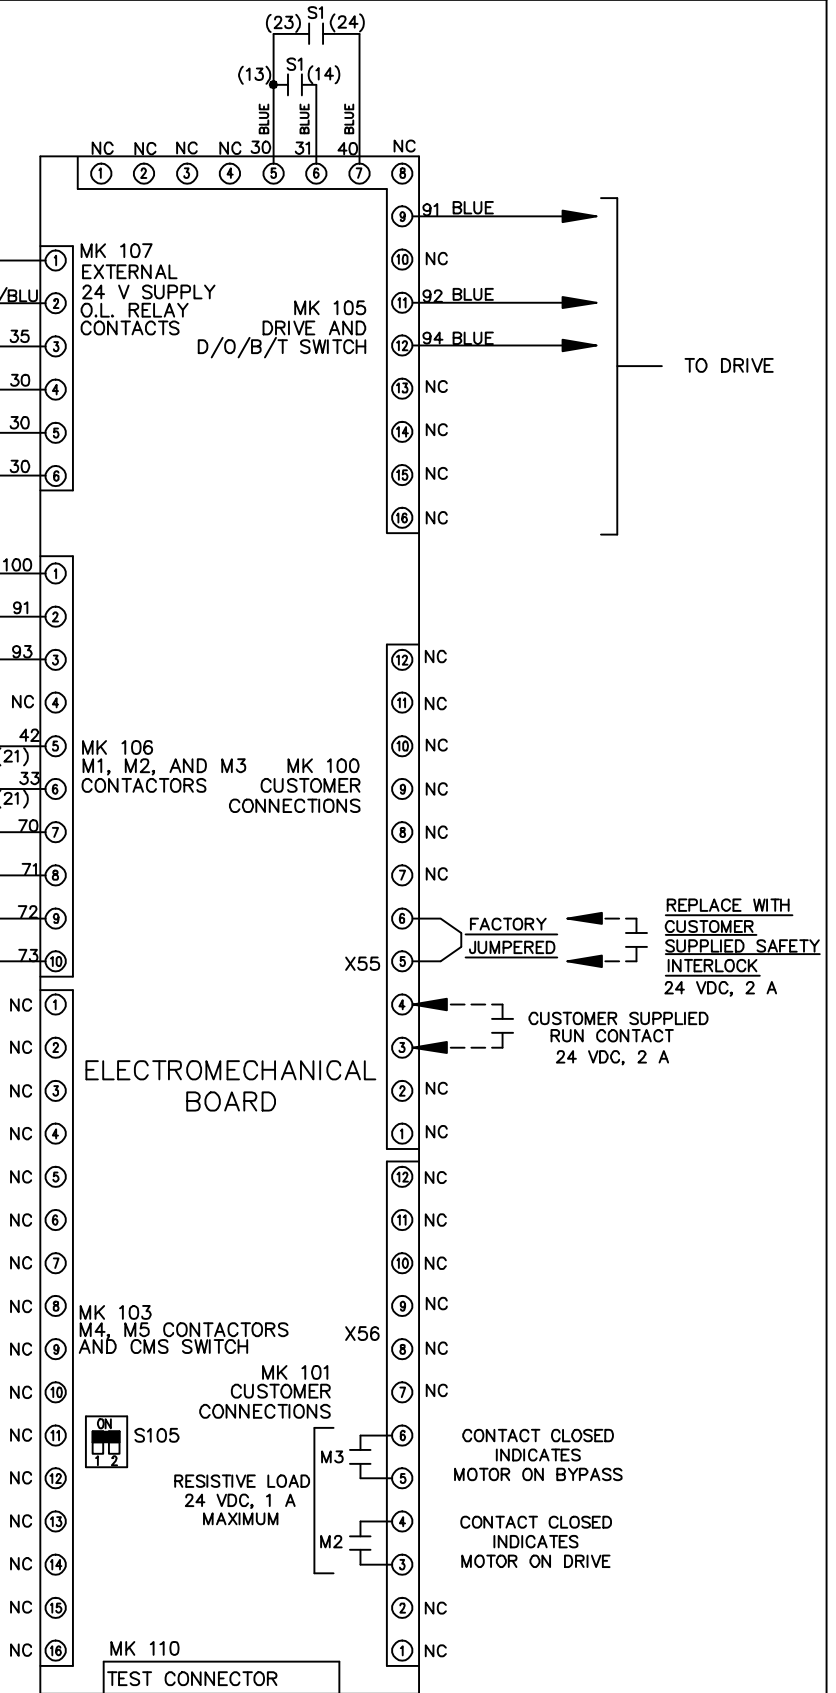 S1
(23) (24)
S1
(13) (14)
BLUE BLUE BLUE
NC NC NC NC 30 31 40 NC
1 2 3 4 5 6 7 8
9 91 BLUE
10 NC
11 92 BLUE
12 94 BLUE
13 NC
14 NC
15 NC
16 NC
TO DRIVE
MK 105
DRIVE AND
D/O/B/T SWITCH
MK 107
EXTERNAL
24 V SUPPLY
O.L. RELAY
CONTACTS
1
/BLU 2
35 3
30 4
30 5
30 6
100 1
91 2
93 3
NC 4
42 5
(21)
33 6
(21)
70 7
71 8
72 9
73 10
MK 106
M1, M2, AND M3
CONTACTORS
MK 100
CUSTOMER
CONNECTIONS
12 NC
11 NC
10 NC
9 NC
8 NC
7 NC
6
X55 5
4
3
2 NC
1 NC
FACTORY
JUMPERED
REPLACE WITH
CUSTOMER
SUPPLIED SAFETY
INTERLOCK
24 VDC, 2 A
CUSTOMER SUPPLIED
RUN CONTACT
24 VDC, 2 A
ELECTROMECHANICAL
BOARD
NC 1
NC 2
NC 3
NC 4
NC 5
NC 6
NC 7
NC 8
NC 9
NC 10
NC 11
NC 12
NC 13
NC 14
NC 15
NC 16
MK 103
M4, M5 CONTACTORS
AND CMS SWITCH
ON
1 2
S105
X56
MK 101
CUSTOMER
CONNECTIONS
12 NC
11 NC
10 NC
9 NC
8 NC
7 NC
6
5
4
3
2 NC
1 NC
M3
M2
RESISTIVE LOAD
24 VDC, 1 A
MAXIMUM
CONTACT CLOSED
INDICATES
MOTOR ON BYPASS
CONTACT CLOSED
INDICATES
MOTOR ON DRIVE
MK 110
TEST CONNECTOR